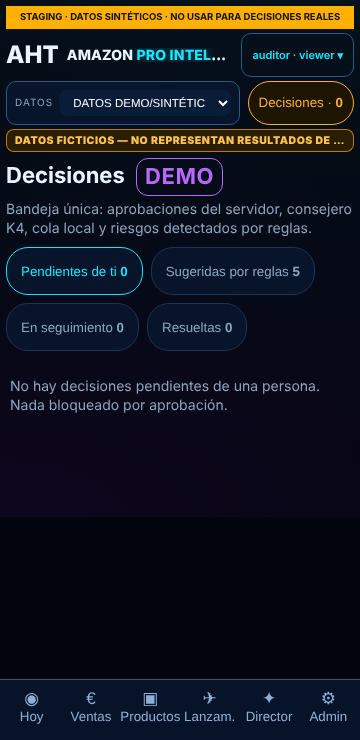 STAGING · DATOS SINTÉTICOS · NO USAR PARA DECISIONES REALES
AHT AMAZON PRO INTEL... auditor · viewer ▾
DATOS DATOS DEMO/SINTÉTIC Decisiones · 0
DATOS FICTICIOS — NO REPRESENTAN RESULTADOS DE ...
Decisiones DEMO
Bandeja única: aprobaciones del servidor, consejero
K4, cola local y riesgos detectados por reglas.
Pendientes de ti 0 Sugeridas por reglas 5
En seguimiento 0 Resueltas 0
No hay decisiones pendientes de una persona.
Nada bloqueado por aprobación.
Hoy Ventas Productos Lanzam. Director Admin